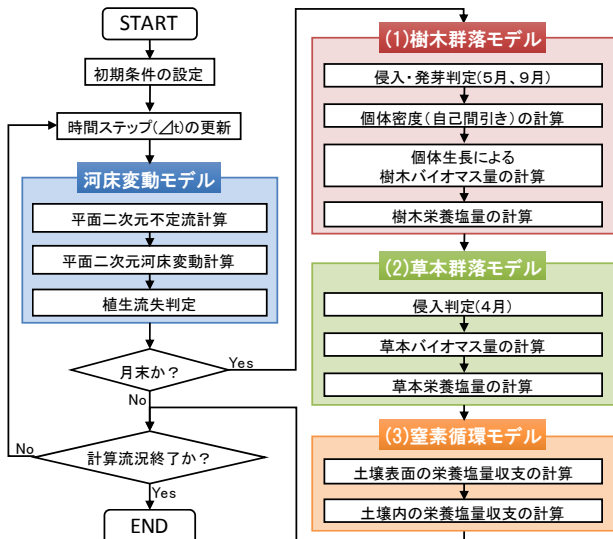 START
初期条件の設定
時間ステップ(⊿t)の更新
河床変動モデル
平面二次元不定流計算
平面二次元河床変動計算
植生流失判定
月末か？
Yes
No
計算流況終了か？
No
Yes
END
(1)樹木群落モデル
侵入・発芽判定(5月、9月)
個体密度(自己間引き)の計算
個体生長による
樹木バイオマス量の計算
樹木栄養塩量の計算
(2)草本群落モデル
侵入判定(4月)
草本バイオマス量の計算
草本栄養塩量の計算
(3)窒素循環モデル
土壌表面の栄養塩量収支の計算
土壌内の栄養塩量収支の計算